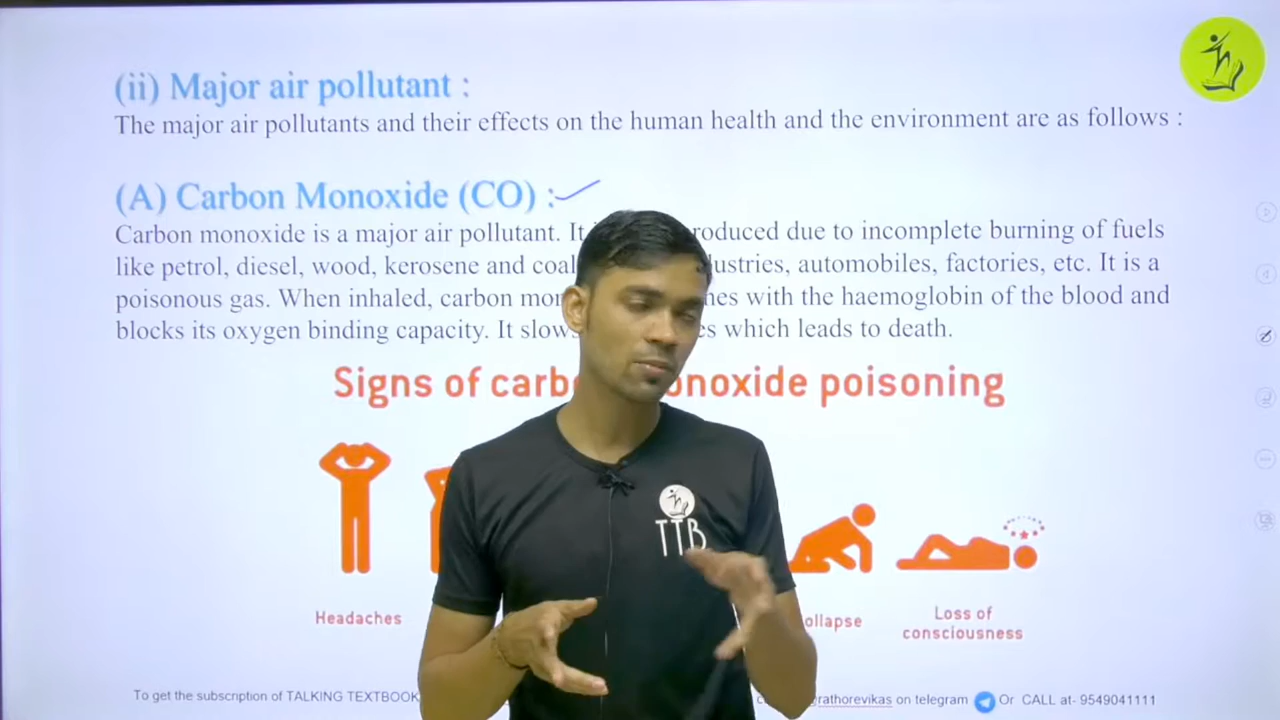 (ii) Major air pollutant :
The major air pollutants and their effects on the human health and the environment are as follows :
(A) Carbon Monoxide (CO) :
Carbon monoxide is a major air pollutant. It roduced due to incomplete burning of fuels
like petrol, diesel, wood, kerosene and coal ustries, automobiles, factories, etc. It is a
poisonous gas. When inhaled, carbon mon nes with the haemoglobin of the blood and
blocks its oxygen binding capacity. It slow es which leads to death.
Signs of carb onoxide poisoning
TTB
Headaches ollapse Loss of
consciousness
To get the subscription of TALKING TEXTBOOK rathorevikas on telegram Or CALL at- 9549041111